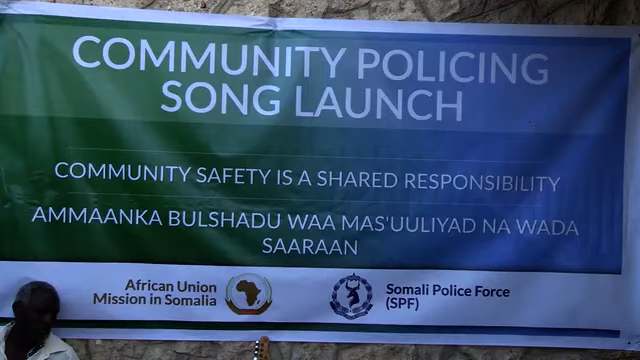 COMMUNITY POLICING
SONG LAUNCH
COMMUNITY SAFETY IS A SHARED RESPONSIBILITY
AMMAANKA BULSHADU WAA MAS'UULIYAD NA WADA
SAARAAN
African Union
Mission in Somalia
Somali Police Force
(SPF)